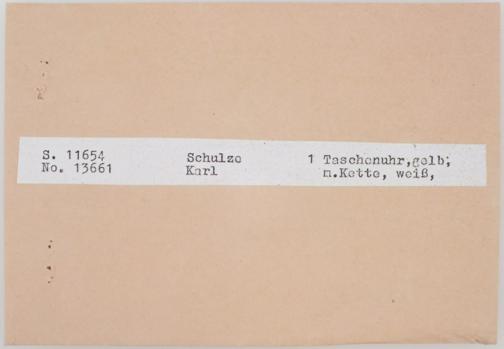 S. 11654 Schulze 1 Taschenuhr,gelb,
No. 13661 Karl m.Kette, weiß,